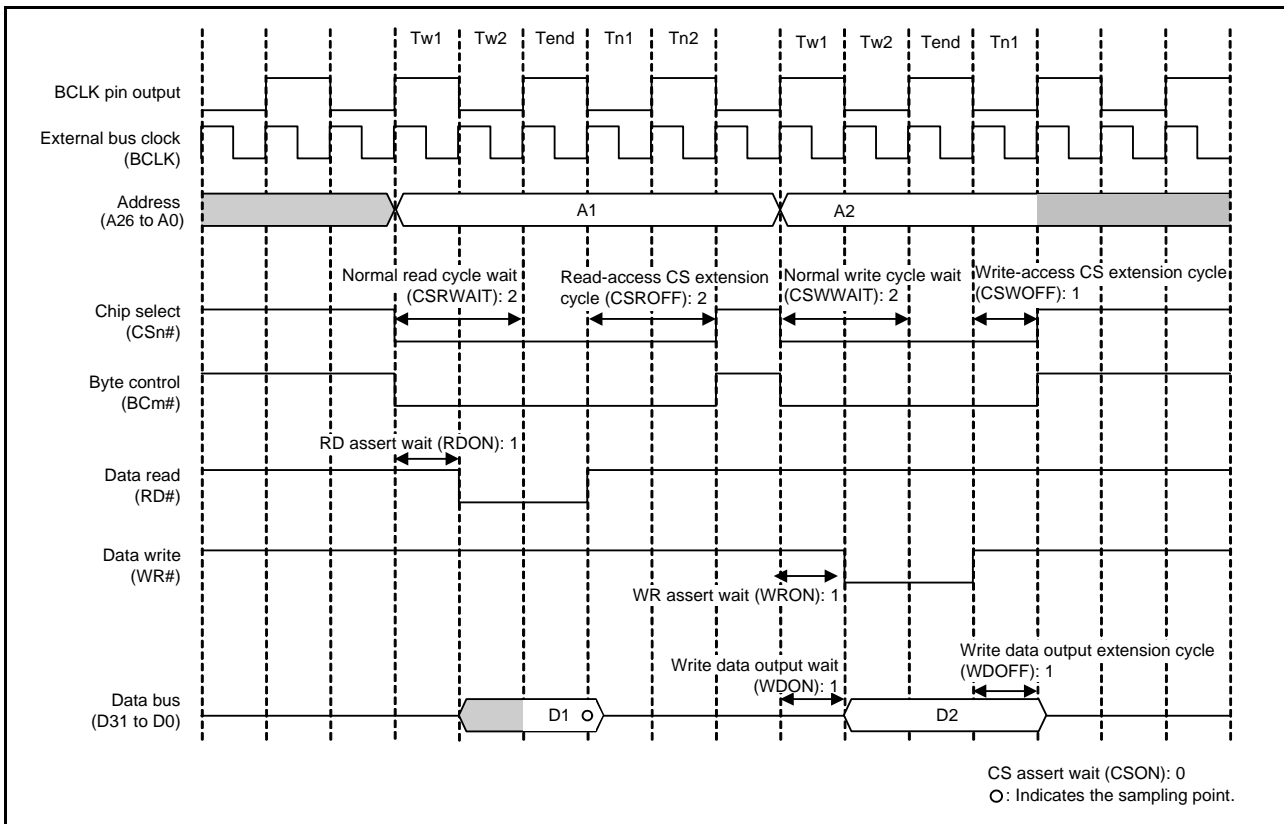 Tw1 Tw2 Tend Tn1 Tn2 Tw1 Tw2 Tend Tn1
BCLK pin output
External bus clock
(BCLK)
Address
(A26 to A0)
A1 A2
Normal read cycle wait
(CSRWAIT): 2
Read-access CS extension
cycle (CSROFF): 2
Normal write cycle wait
(CSWWAIT): 2
Write-access CS extension cycle
(CSWOFF): 1
Chip select
(CSn#)
Byte control
(BCm#)
RD assert wait (RDON): 1
Data read
(RD#)
Data write
(WR#)
WR assert wait (WRON): 1
Write data output wait
(WDON): 1
Write data output extension cycle
(WDOFF): 1
Data bus
(D31 to D0)
D1 D2
CS assert wait (CSON): 0
: Indicates the sampling point.